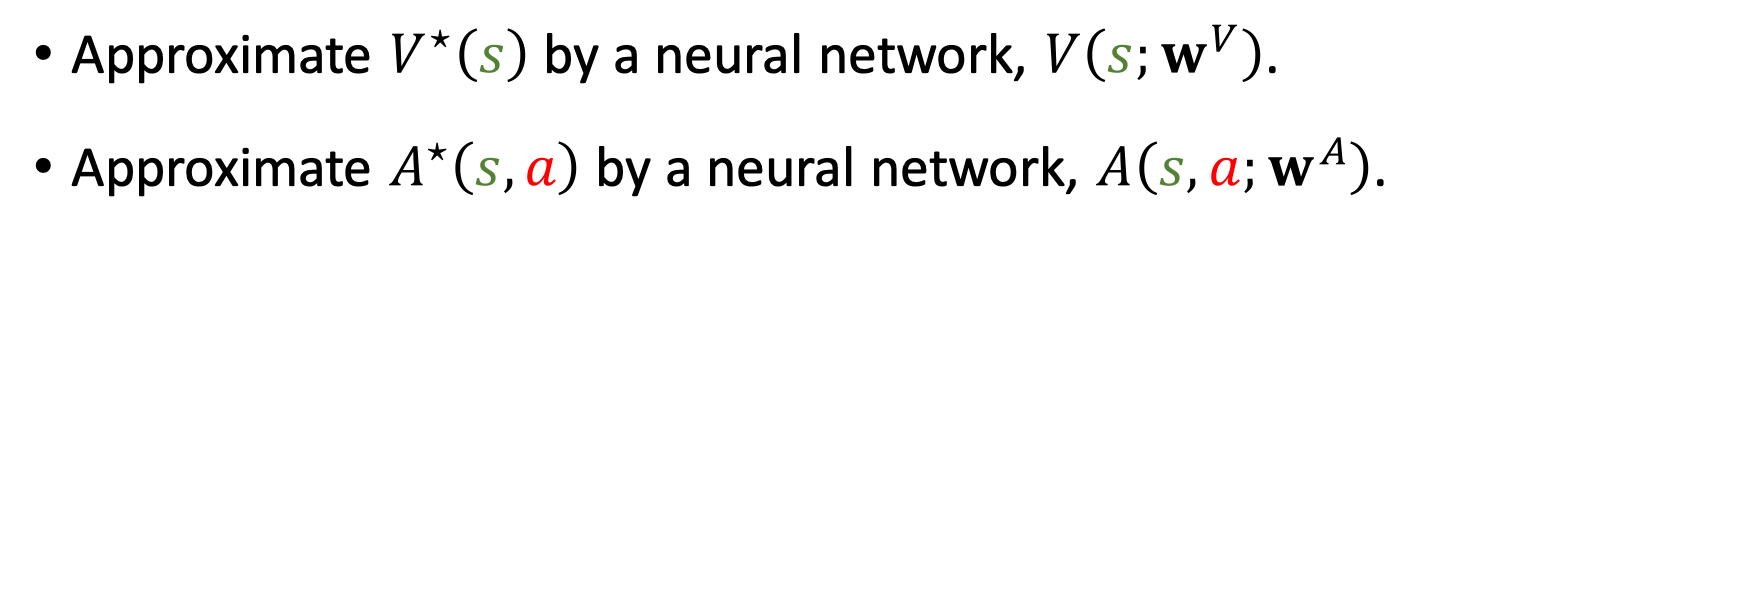 • Approximate V⋆(s) by a neural network, V(s; w^V).
• Approximate A⋆(s, a) by a neural network, A(s, a; w^A).